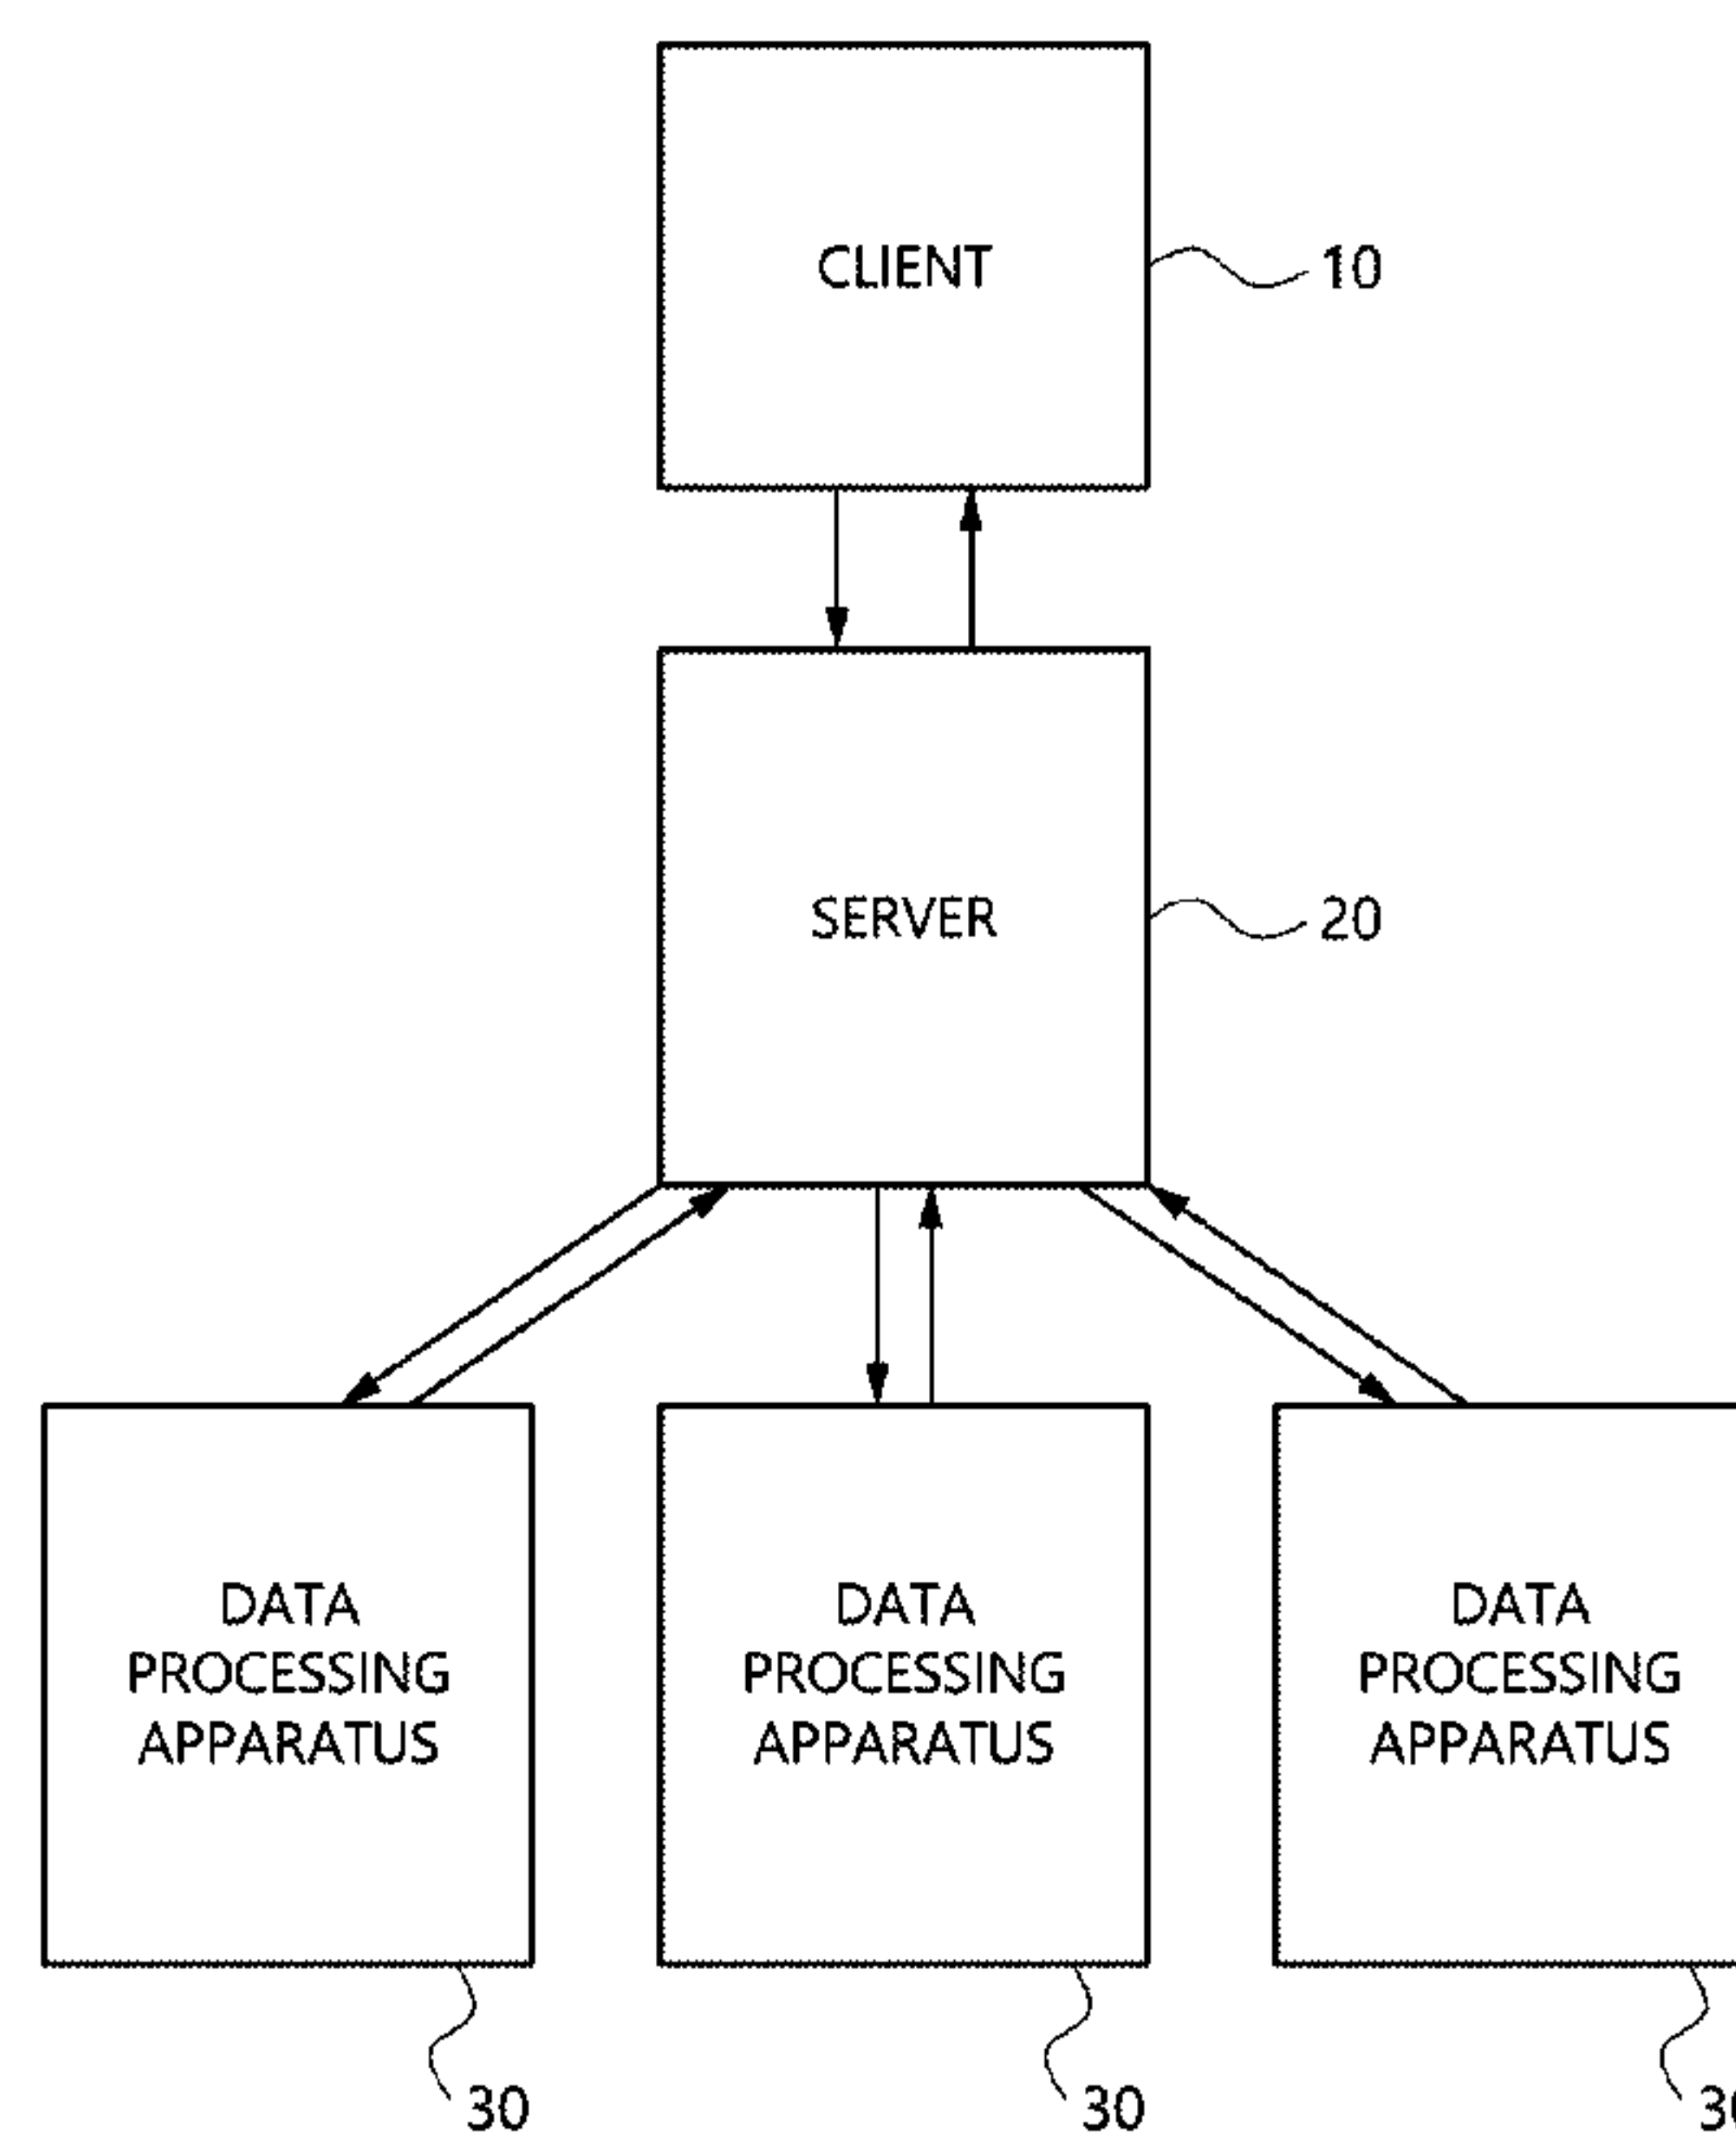 CLIENT
10
SERVER
20
DATA
PROCESSING
APPARATUS
DATA
PROCESSING
APPARATUS
DATA
PROCESSING
APPARATUS
30
30